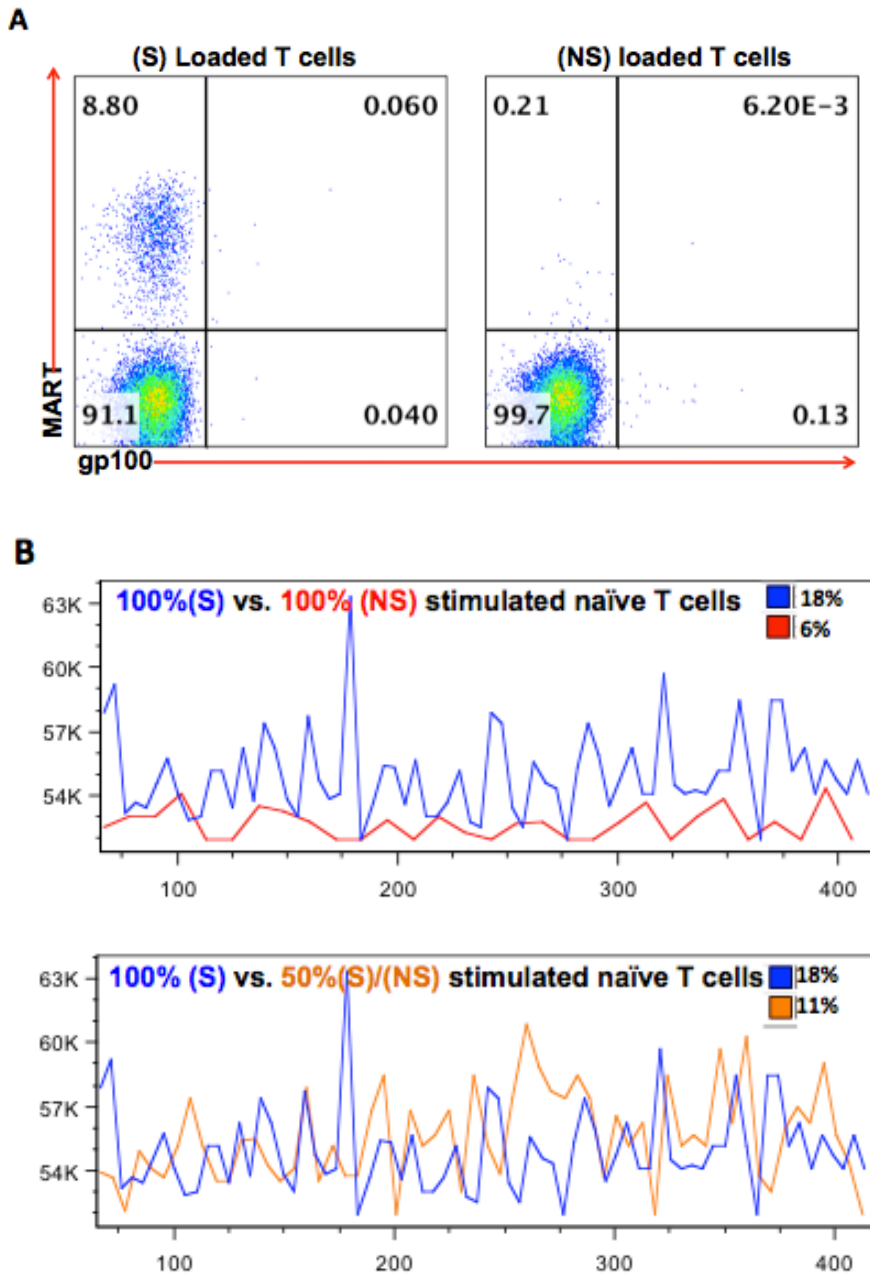 A
(S) Loaded T cells
(NS) loaded T cells
8.80
0.060
0.21
6.20E-3
91.1
0.040
99.7
0.13
MART
gp100
B
100%(S) vs. 100% (NS) stimulated naïve T cells
18%
6%
63K
60K
57K
54K
100
200
300
400
100% (S) vs. 50%(S)/(NS) stimulated naïve T cells
18%
11%
63K
60K
57K
54K
100
200
300
400